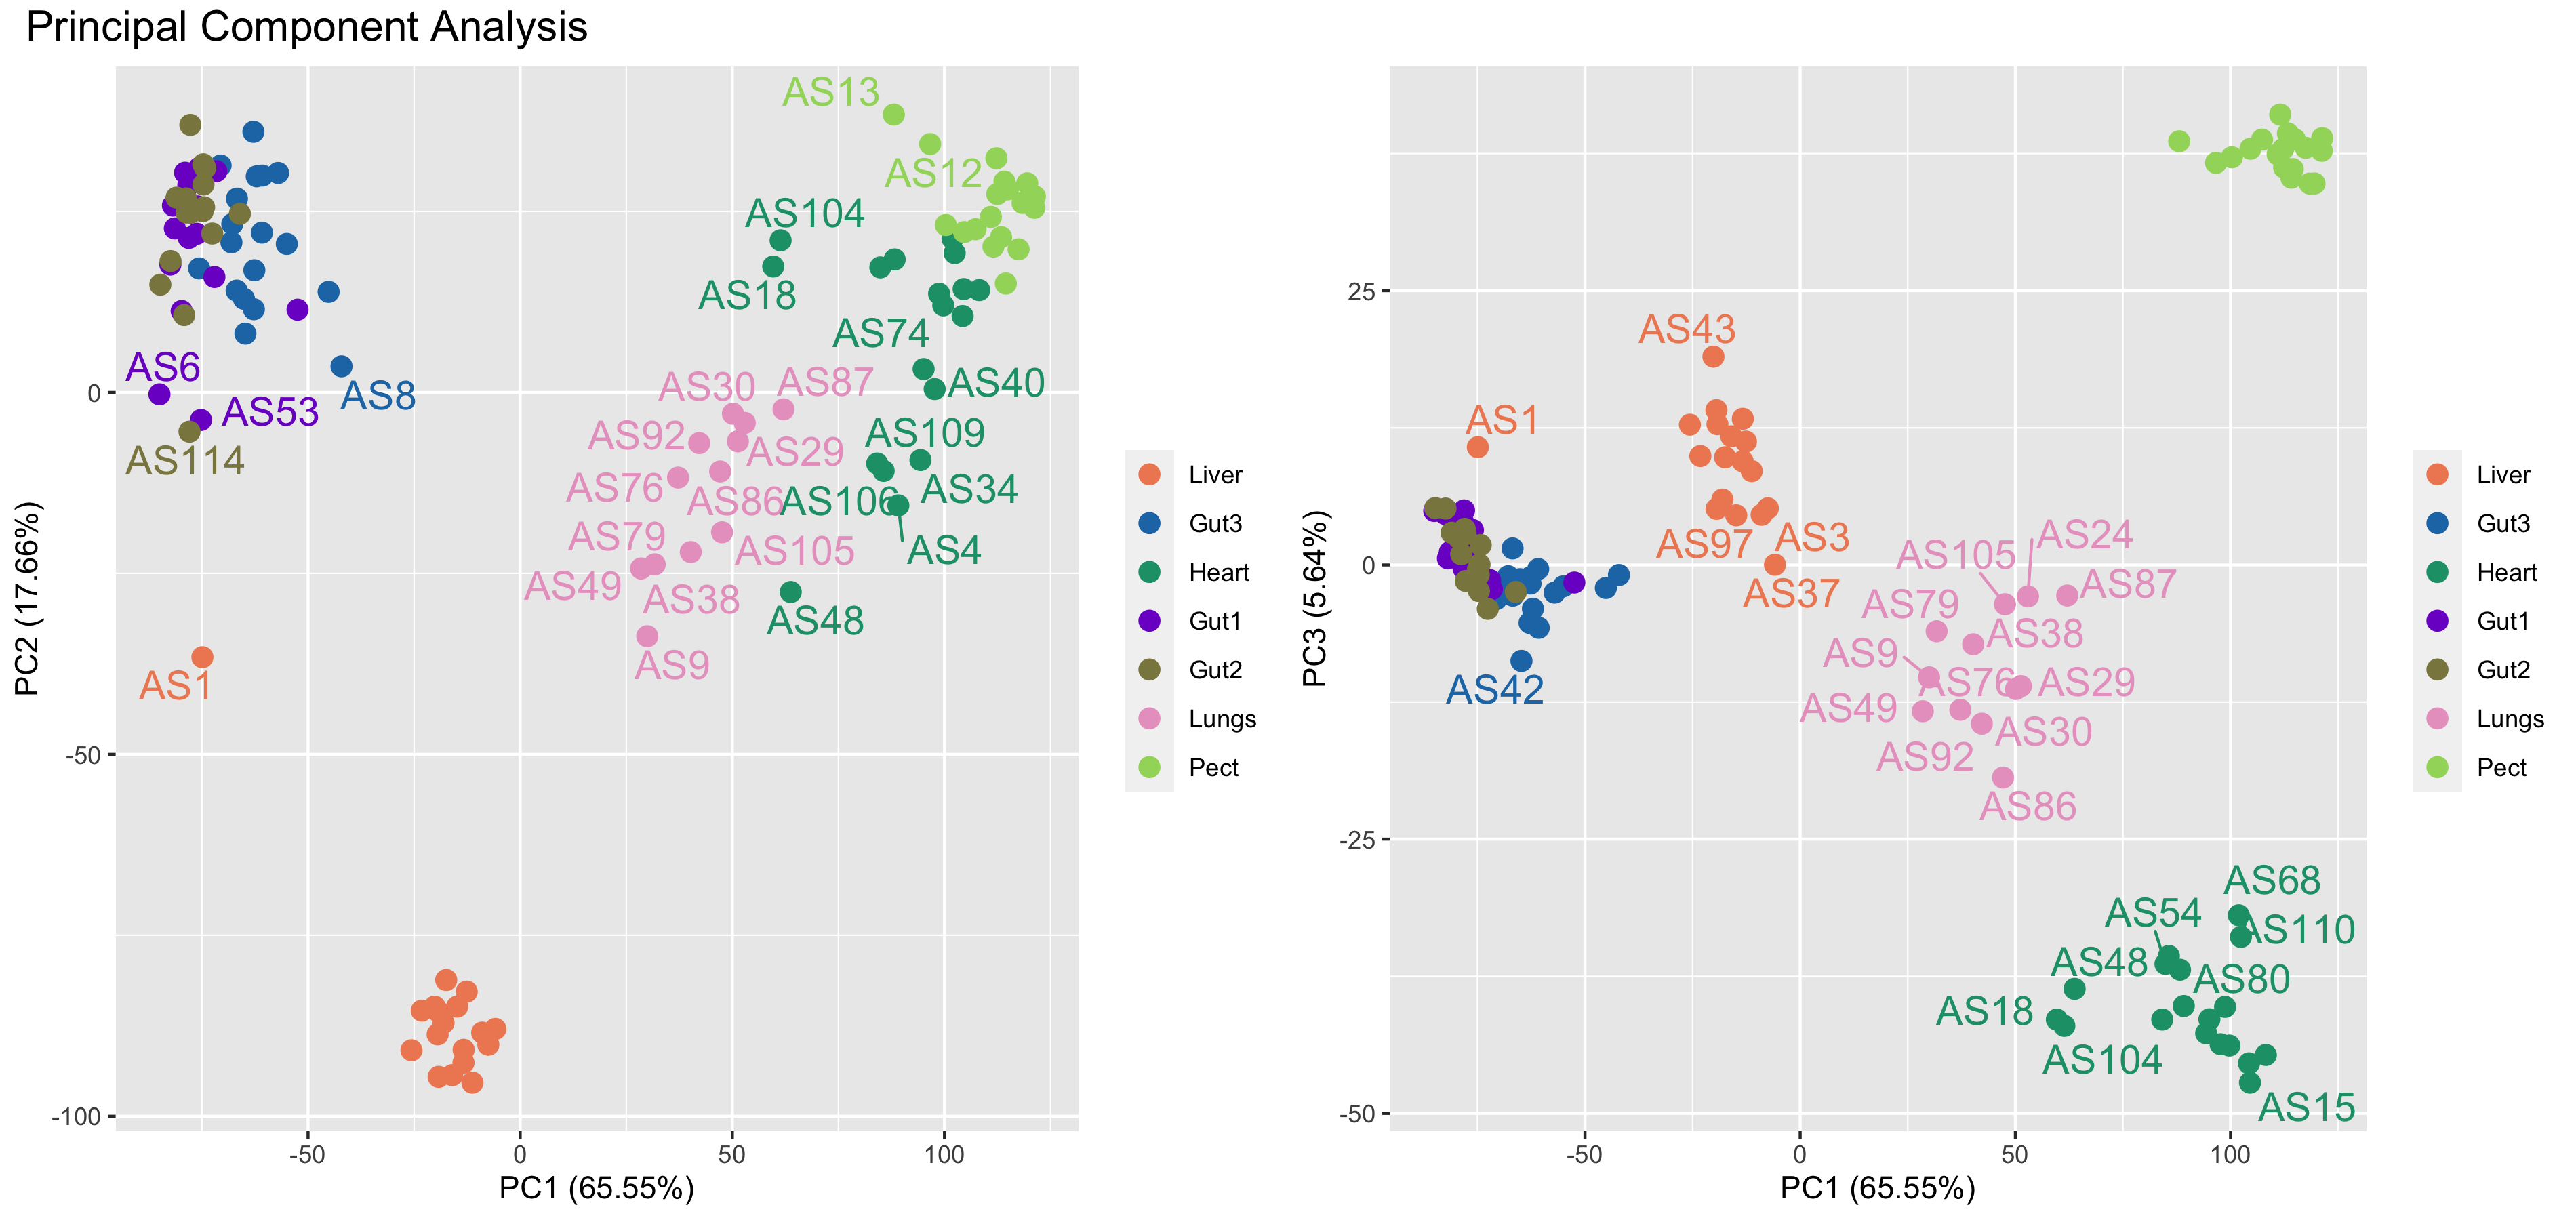 Principal Component Analysis
AS13
AS12
AS104
AS18
AS74
AS6
AS53
AS8
AS114
AS30
AS87
AS40
AS92
AS29
AS109
AS76
AS86
AS106
AS34
AS79
AS105
AS4
AS49
AS38
AS48
AS9
AS1
0
-50
-100
-50
0
50
100
PC2 (17.66%)
PC1 (65.55%)
Liver
Gut3
Heart
Gut1
Gut2
Lungs
Pect
AS43
AS1
AS97
AS3
AS37
AS42
AS105
AS24
AS79
AS87
AS9
AS38
AS76
AS29
AS49
AS30
AS92
AS86
AS68
AS54
AS110
AS48
AS80
AS18
AS104
AS15
25
0
-25
-50
-50
0
50
100
PC3 (5.64%)
PC1 (65.55%)
Liver
Gut3
Heart
Gut1
Gut2
Lungs
Pect